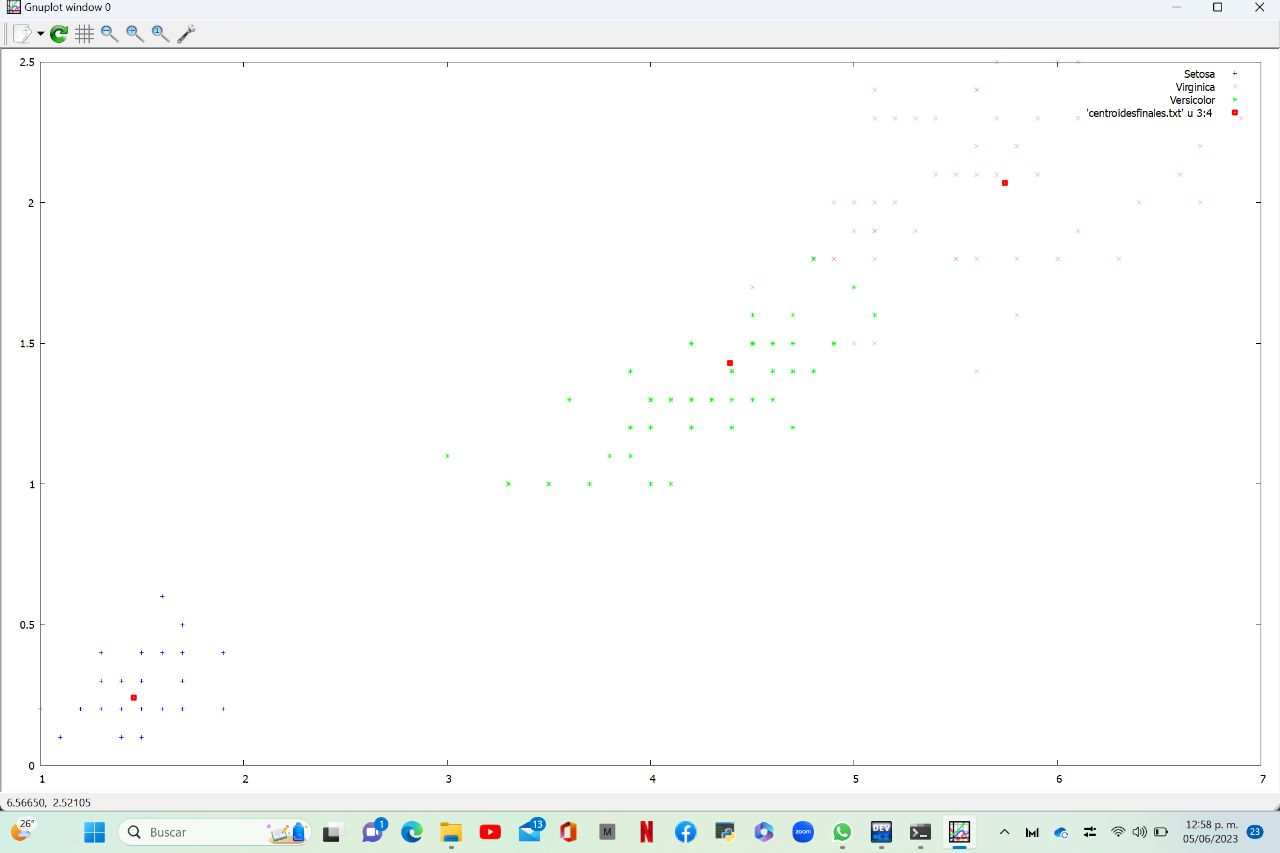 Gnuplot window 0
2.5
2
1.5
1
0.5
0
1 2 3 4 5 6 7
Setosa
Virginica
Versicolor
'centroidesfinales.txt' u 3:4
6.56650, 2.52105
26°
Buscar
1
13
M
N
zoom
DEV
12:58 p. m.
05/06/2023
23